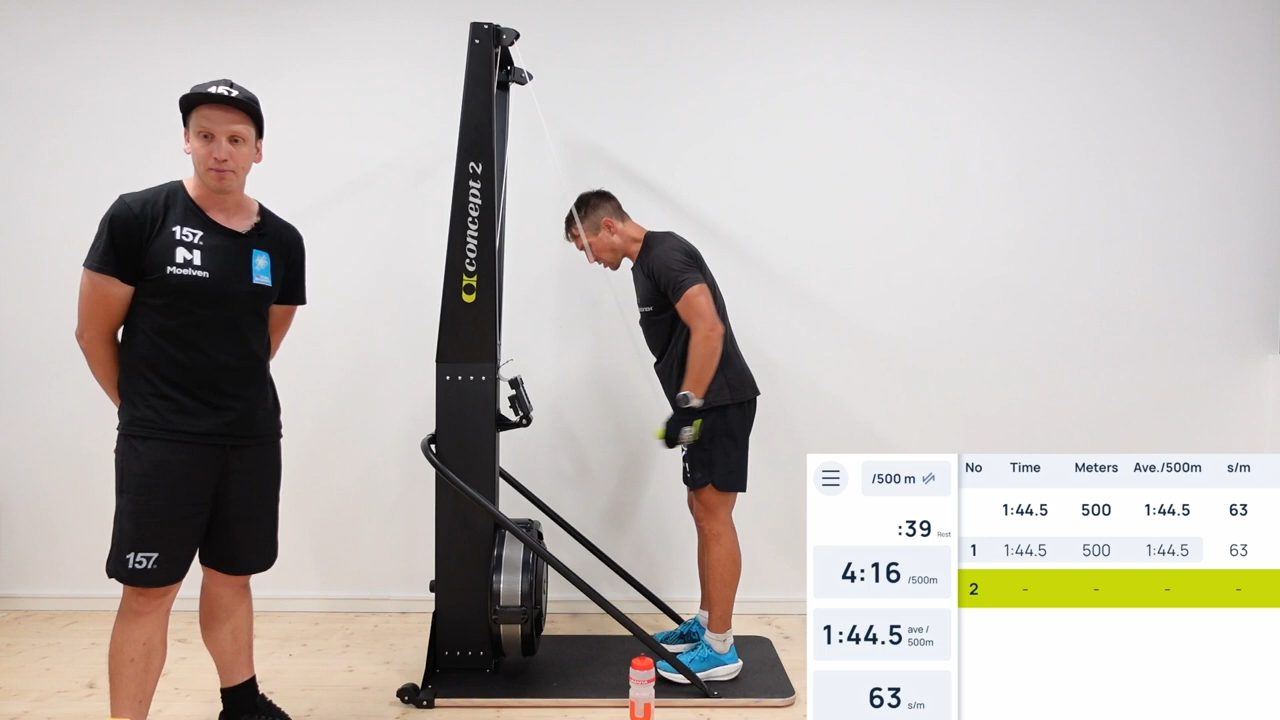 157
157.
Moelven
157.
concept 2
/500 m
:39 Rest
4:16 /500m
1:44.5 ave / 500m
63 s/m
No Time Meters Ave./500m s/m
1:44.5 500 1:44.5 63
1 1:44.5 500 1:44.5 63
2 - - - -